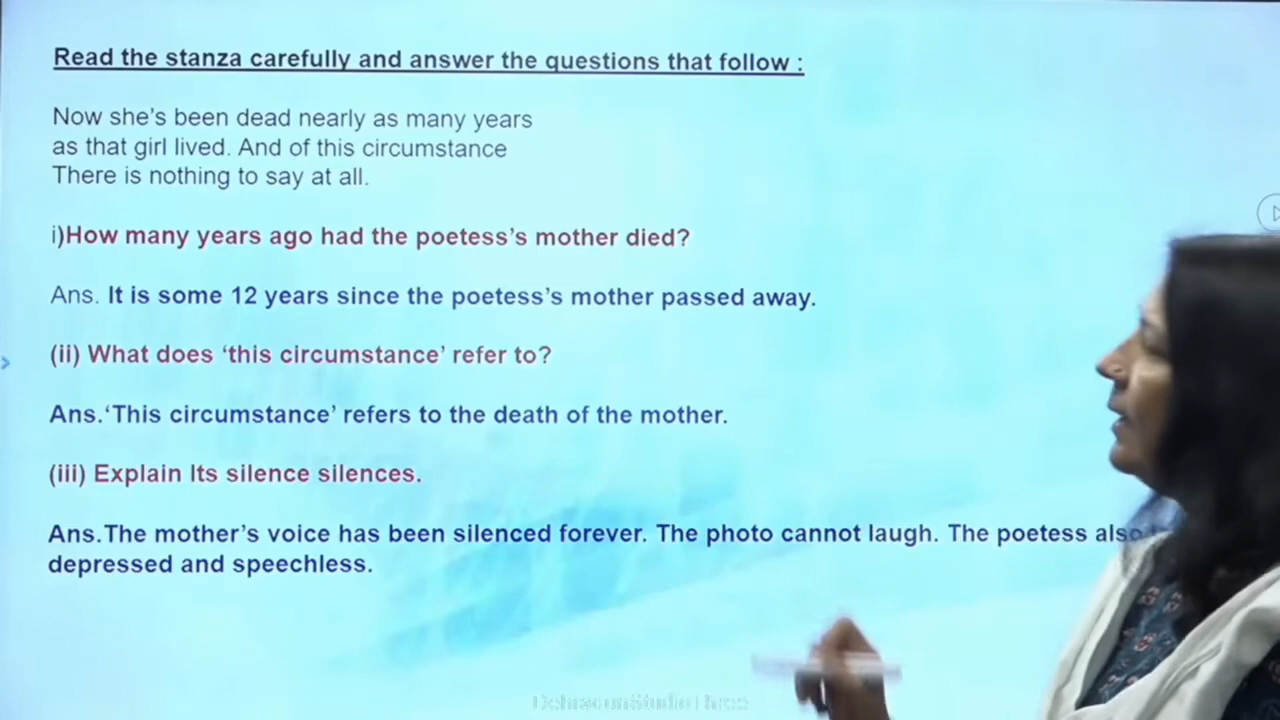 Read the stanza carefully and answer the questions that follow :
Now she's been dead nearly as many years
as that girl lived. And of this circumstance
There is nothing to say at all.
i)How many years ago had the poetess's mother died?
Ans. It is some 12 years since the poetess's mother passed away.
(ii) What does ‘this circumstance’ refer to?
Ans.‘This circumstance’ refers to the death of the mother.
(iii) Explain Its silence silences.
Ans.The mother's voice has been silenced forever. The photo cannot laugh. The poetess also
depressed and speechless.